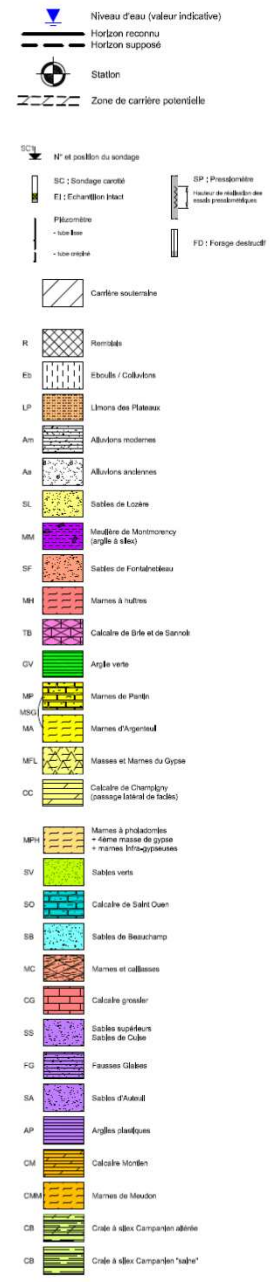 Niveau d'eau (valeur indicative)
Horizon reconnu
Horizon supposé
Station
Zone de carrière potentielle
SC1
N° et position du sondage
SC : Sondage carotté
EI : Echantillon intact
SP : Pressiomètre
Hauteur de réalisation des
essais pressiométriques
Piézomètre
- tube lisse
- tube crépiné
FD : Forage destructif
Carrière souterraine
R Remblais
Eb Eboulis / Colluvions
LP Limons des Plateaux
Am Alluvions modernes
Aa Alluvions anciennes
SL Sables de Lozère
MM Meulière de Montmorency
(argile à silex)
SF Sables de Fontainebleau
MH Marnes à huîtres
TB Calcaire de Brie et de Sannois
GV Argile verte
MP Marnes de Pantin
MSG
MA Marnes d'Argenteuil
MFL Masses et Marnes du Gypse
CC Calcaire de Champigny
(passage latéral de faciès)
MPH Marnes à pholadomies
+ 4ème masse de gypse
+ marnes infra-gypseuses
SV Sables verts
SO Calcaire de Saint Ouen
SB Sables de Beauchamp
MC Marnes et caillasses
CG Calcaire grossier
SS Sables supérieurs
Sables de Cuise
FG Fausses Glaises
SA Sables d'Auteuil
AP Argiles plastiques
CM Calcaire Montien
CMM Marnes de Meudon
CB Craie à silex Campanien altérée
CB Craie à silex Campanien "saine"